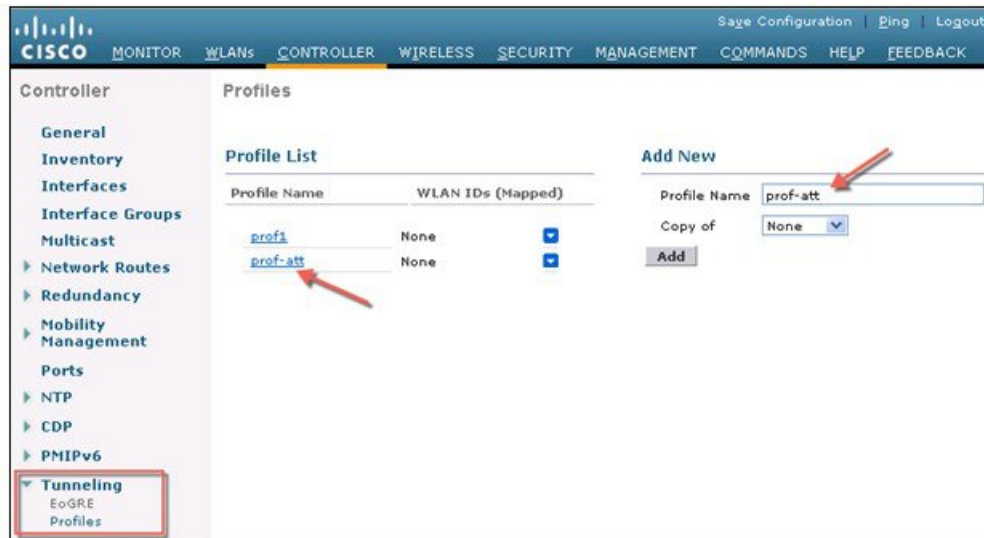 Save Configuration | Ping | Logout
CISCO MONITOR WLANs CONTROLLER WIRELESS SECURITY MANAGEMENT COMMANDS HELP FEEDBACK
Controller
General
Inventory
Interfaces
Interface Groups
Multicast
Network Routes
Redundancy
Mobility
Management
Ports
NTP
CDP
PMIPv6
Tunneling
EoGRE
Profiles
Profiles
Profile List
Profile Name WLAN IDs (Mapped)
prof1 None
prof-att None
Add New
Profile Name prof-att
Copy of None
Add